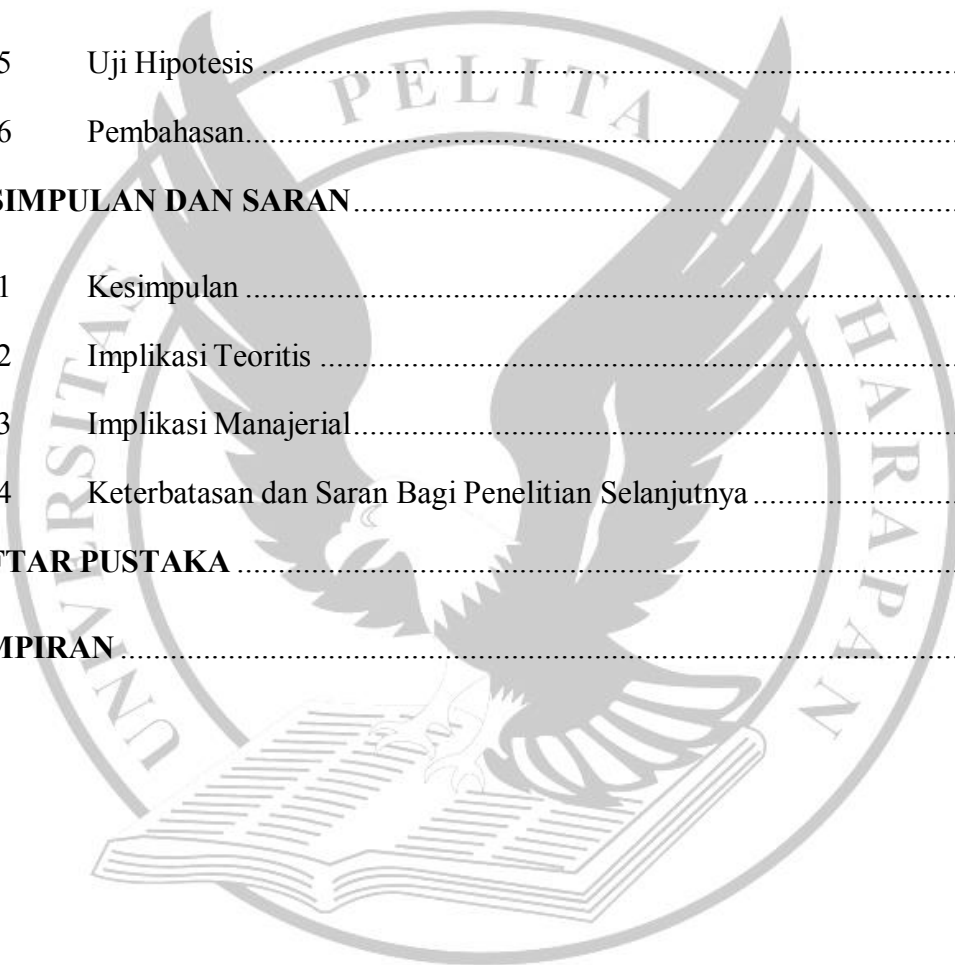 5 Uji Hipotesis ........................................................................
6 Pembahasan........................................................................
SIMPULAN DAN SARAN............................................................
1 Kesimpulan ........................................................................
2 Implikasi Teoritis ................................................................
3 Implikasi Manajerial.............................................................
4 Keterbatasan dan Saran Bagi Penelitian Selanjutnya ....................
FTAR PUSTAKA ........................................................................
MPIRAN ........................................................................
UNIVERSITAS PELITA HARAPAN